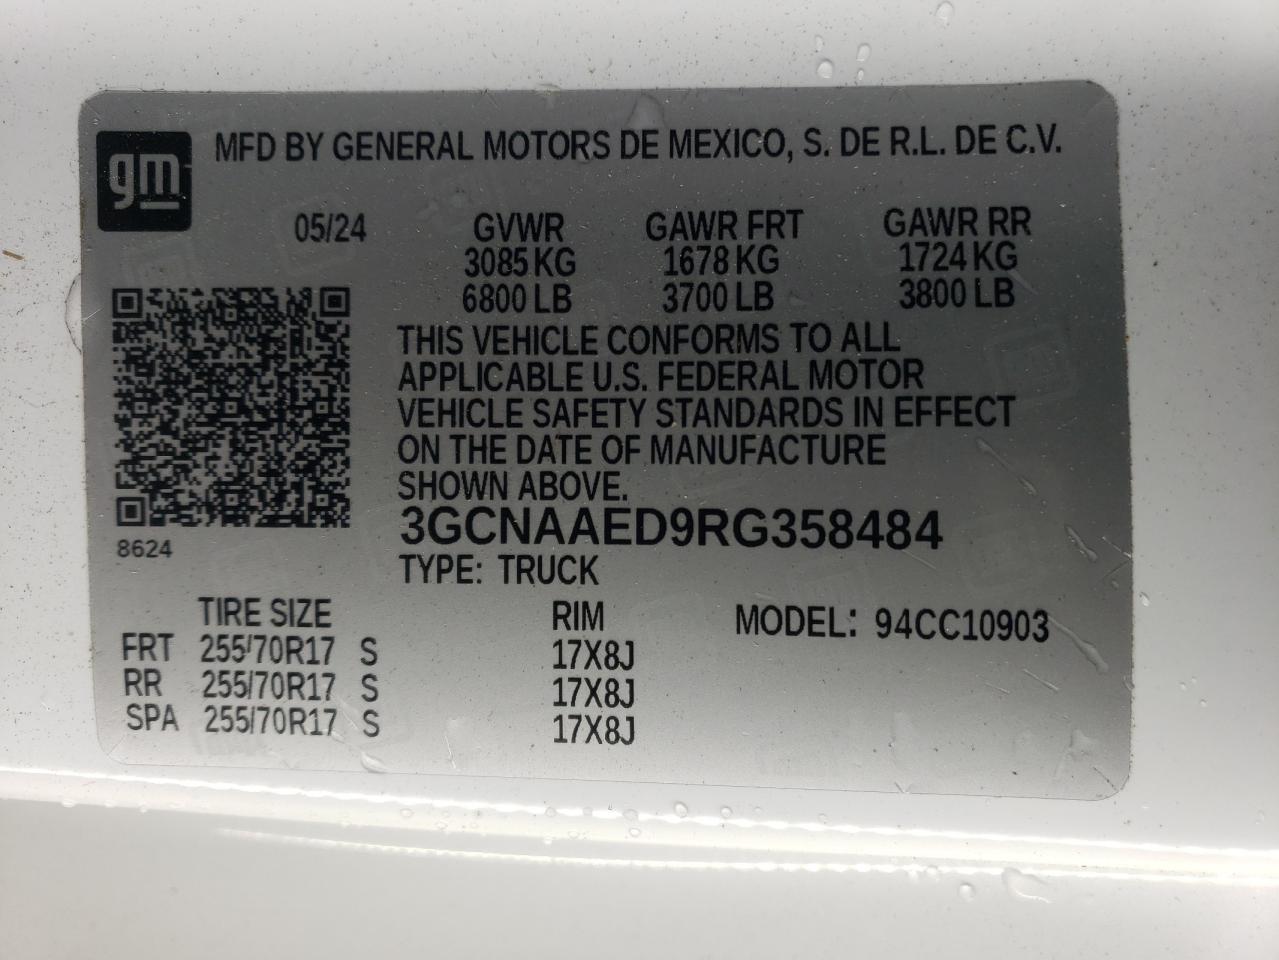 gm
MFD BY GENERAL MOTORS DE MEXICO, S. DE R.L. DE C.V.
05/24 GVWR GAWR FRT GAWR RR
3085 KG 1678 KG 1724 KG
6800 LB 3700 LB 3800 LB
THIS VEHICLE CONFORMS TO ALL
APPLICABLE U.S. FEDERAL MOTOR
VEHICLE SAFETY STANDARDS IN EFFECT
ON THE DATE OF MANUFACTURE
SHOWN ABOVE.
3GCNAAED9RG358484
8624
TYPE: TRUCK
TIRE SIZE RIM MODEL: 94CC10903
FRT 255/70R17 S 17X8J
RR 255/70R17 S 17X8J
SPA 255/70R17 S 17X8J